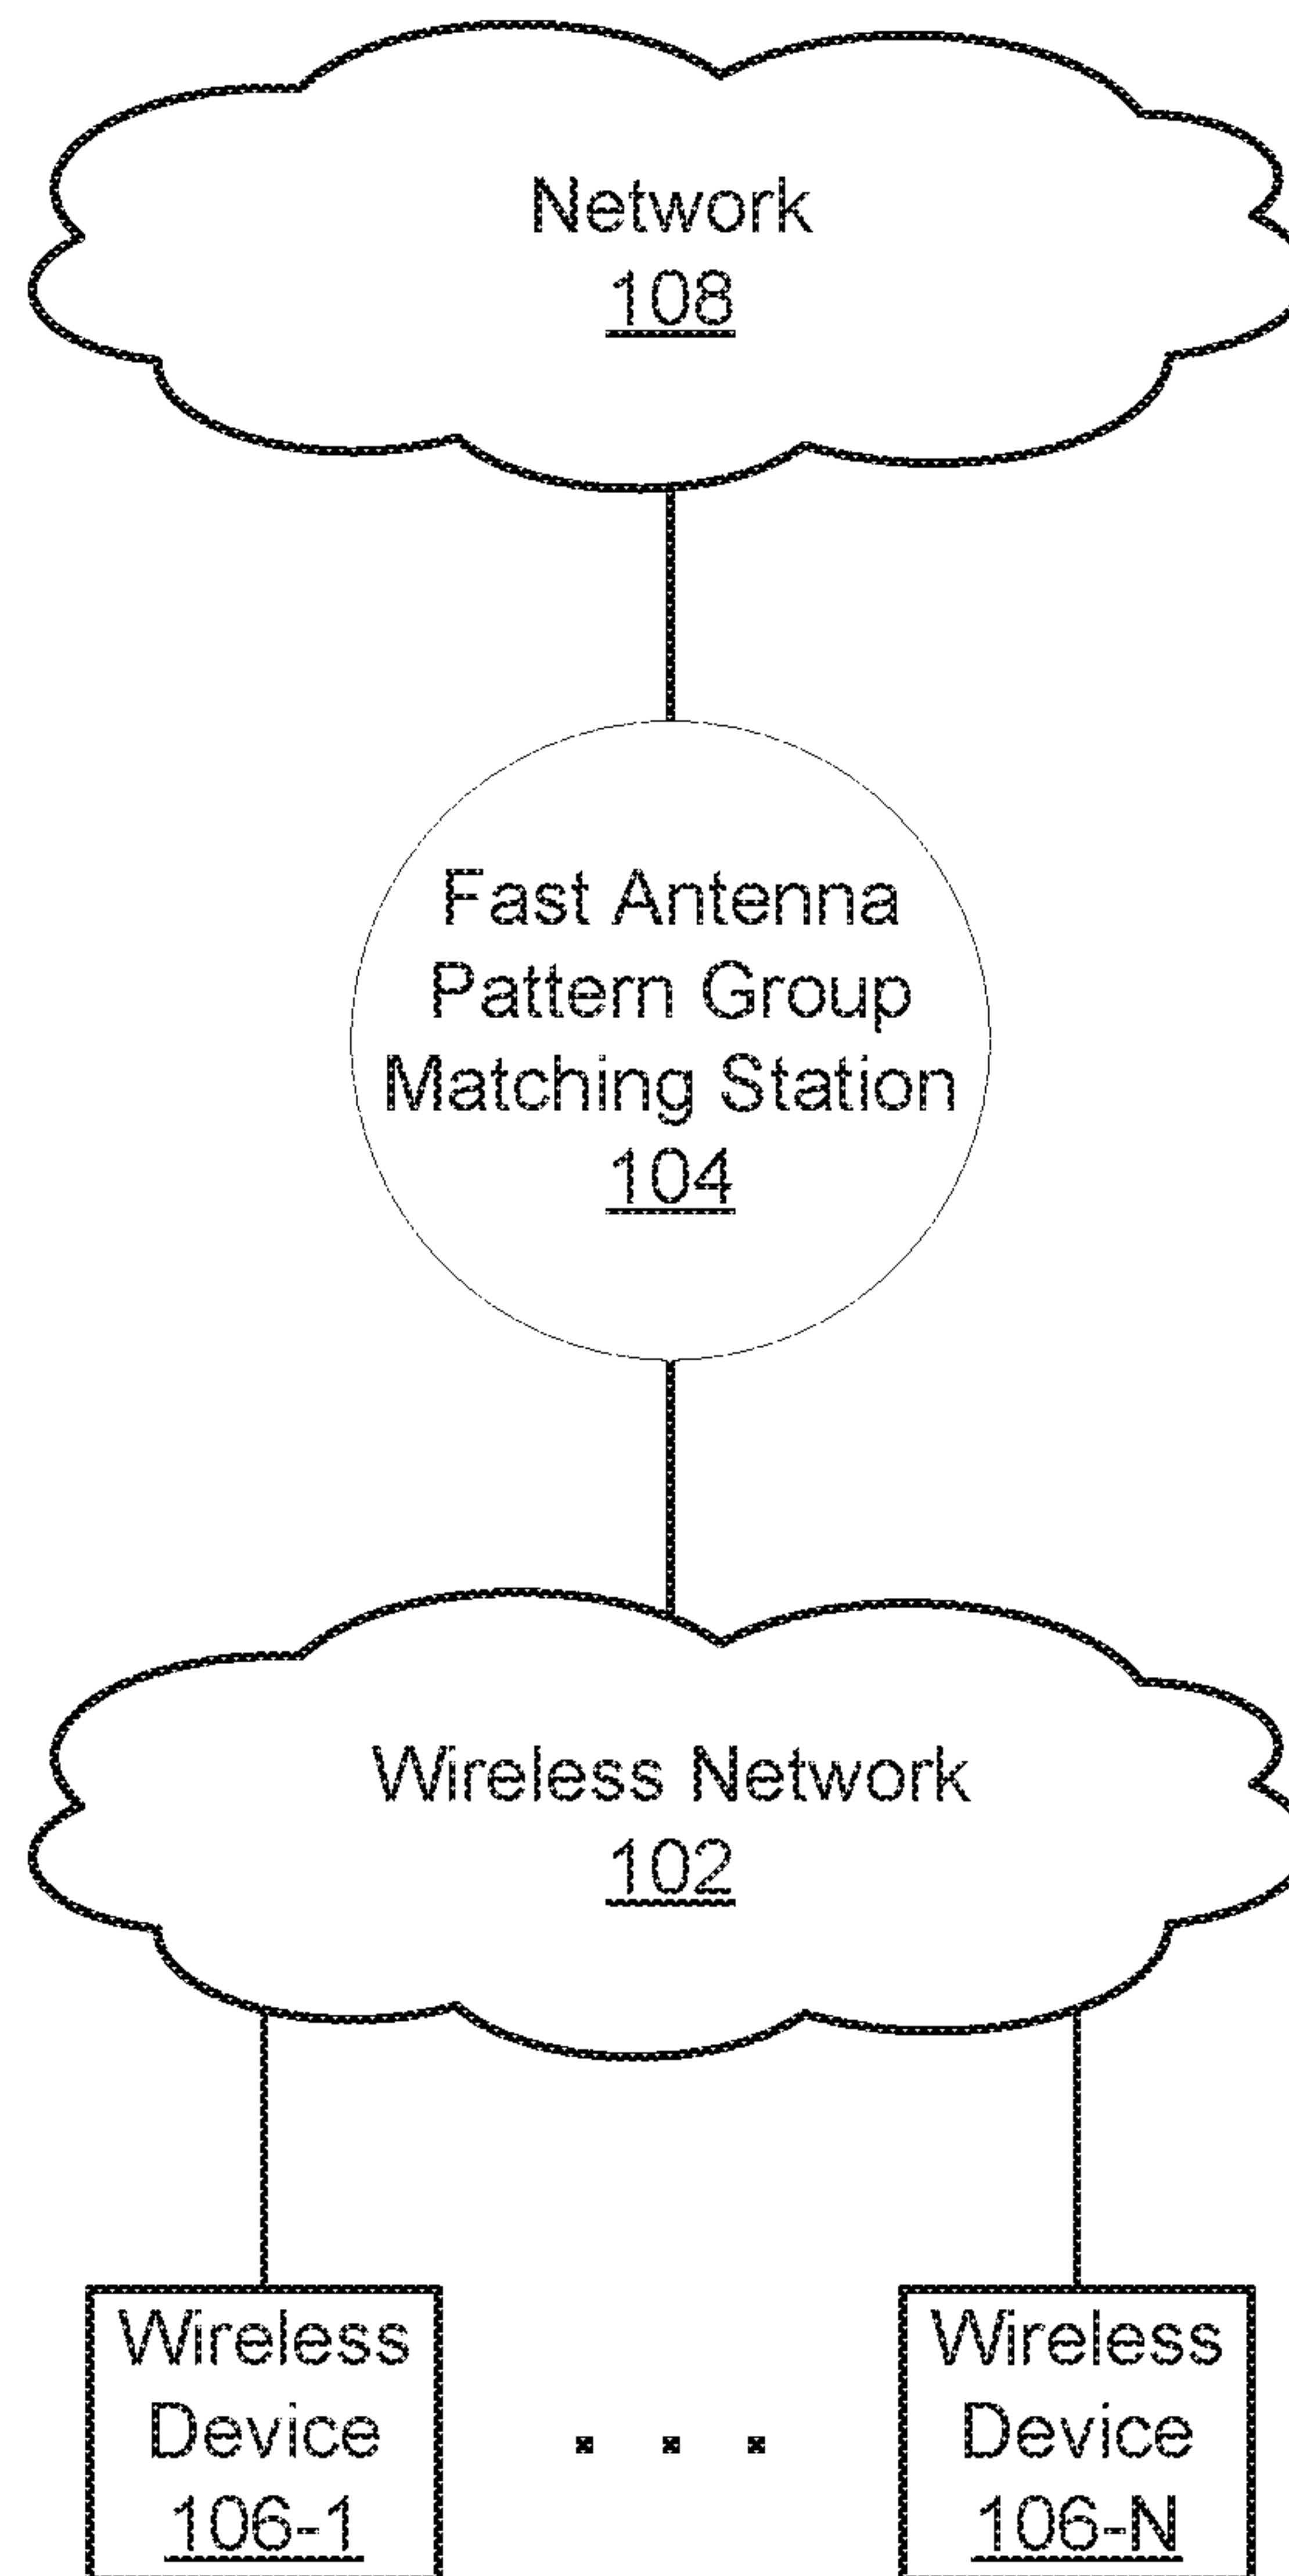 Network
108
Fast Antenna
Pattern Group
Matching Station
104
Wireless Network
102
Wireless
Device
106-1
. . .
Wireless
Device
106-N